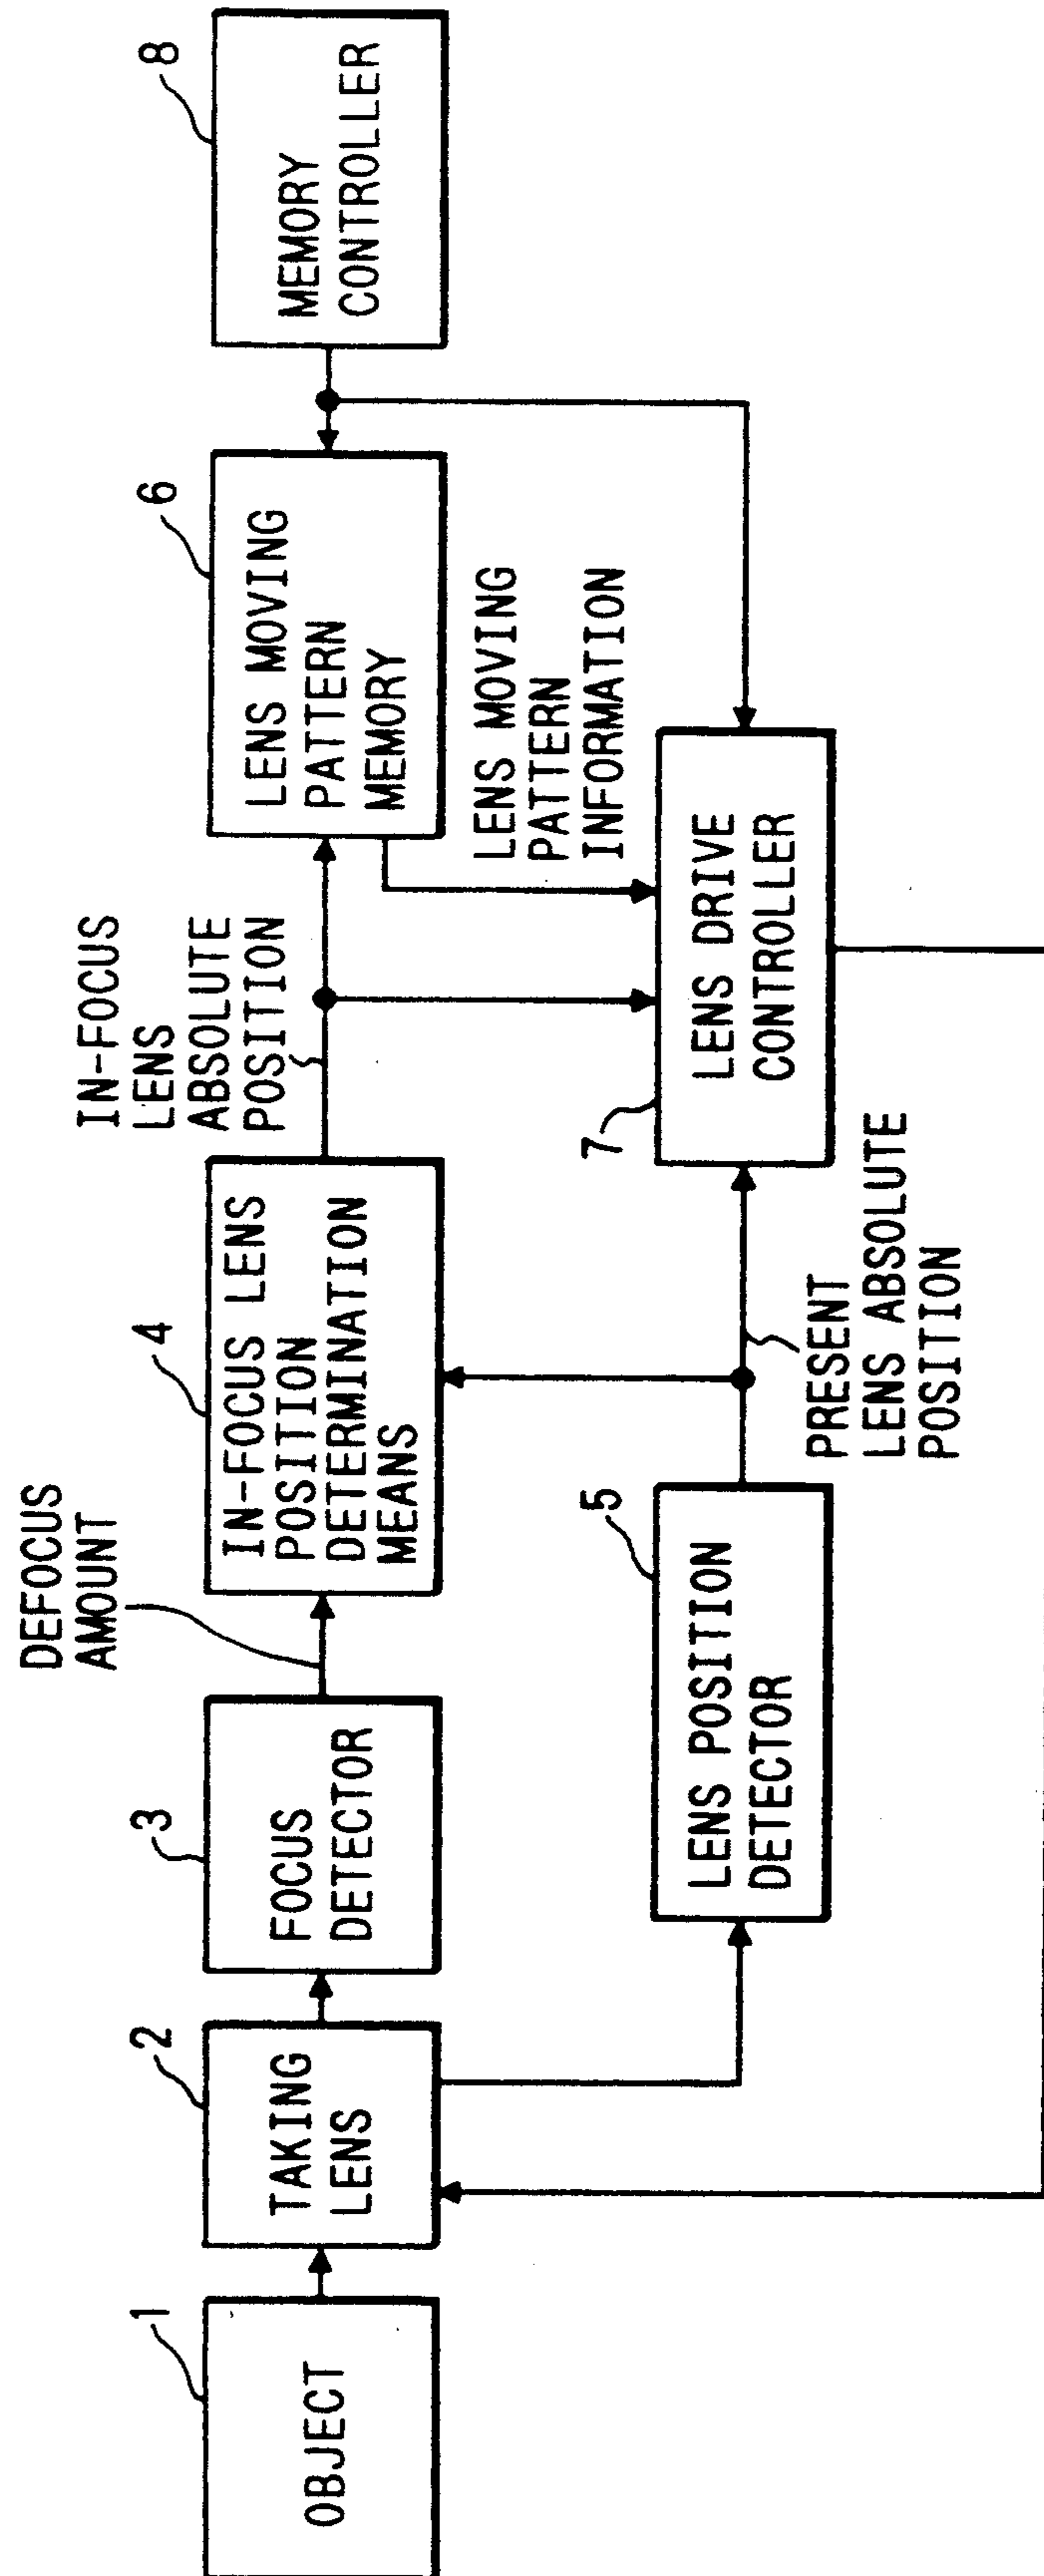 1
OBJECT
2
TAKING
LENS
3
FOCUS
DETECTOR
DEFOCUS
AMOUNT
4
IN-FOCUS LENS
POSITION
DETERMINATION
MEANS
IN-FOCUS
LENS
ABSOLUTE
POSITION
6
LENS MOVING
PATTERN
MEMORY
8
MEMORY
CONTROLLER
5
LENS POSITION
DETECTOR
PRESENT
LENS ABSOLUTE
POSITION
7
LENS DRIVE
CONTROLLER
LENS MOVING
PATTERN
INFORMATION